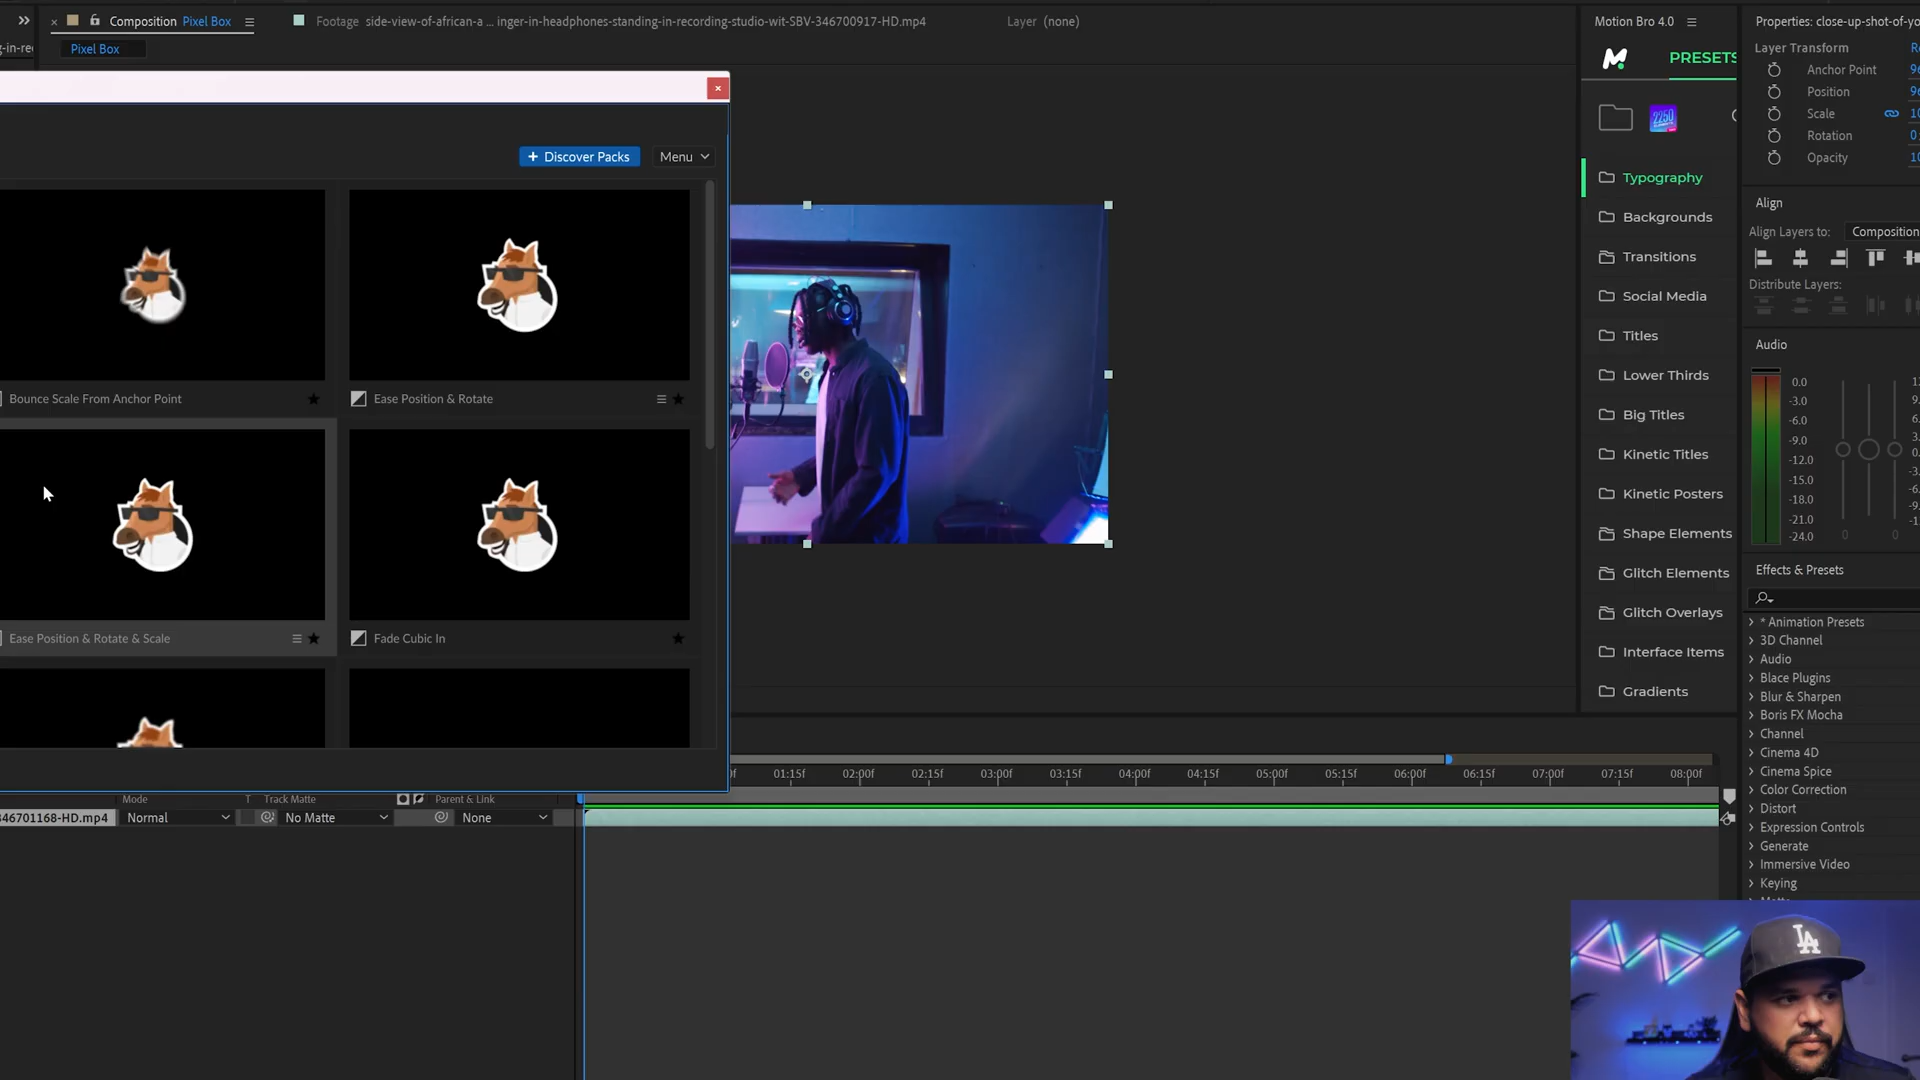 Composition Pixel Box
Footage side-view-of-african-a ... inger-in-headphones-standing-in-recording-studio-wit-SBV-346700917-HD.mp4
Layer (none)
g-in-re
Pixel Box
Discover Packs
Menu
Bounce Scale From Anchor Point
Ease Position & Rotate
Ease Position & Rotate & Scale
Fade Cubic In
Motion Bro 4.0
PRESETS
2250
Typography
Backgrounds
Transitions
Social Media
Titles
Lower Thirds
Big Titles
Kinetic Titles
Kinetic Posters
Shape Elements
Glitch Elements
Glitch Overlays
Interface Items
Gradients
Properties: close-up-shot-of-yo
Layer Transform
Anchor Point
Position
Scale
Rotation
Opacity
Align
Align Layers to: Composition
Distribute Layers:
Audio
0.0
-3.0
-6.0
-9.0
-12.0
-15.0
-18.0
-21.0
-24.0
0 0
Effects & Presets
* Animation Presets
3D Channel
Audio
Blace Plugins
Blur & Sharpen
Boris FX Mocha
Channel
Cinema 4D
Cinema Spice
Color Correction
Distort
Expression Controls
Generate
Immersive Video
Keying
01:15f 02:00f 02:15f 03:00f 03:15f 04:00f 04:15f 05:00f 05:15f 06:00f 06:15f 07:00f 07:15f 08:00f
Mode T Track Matte Parent & Link
346701168-HD.mp4 Normal No Matte None
LA